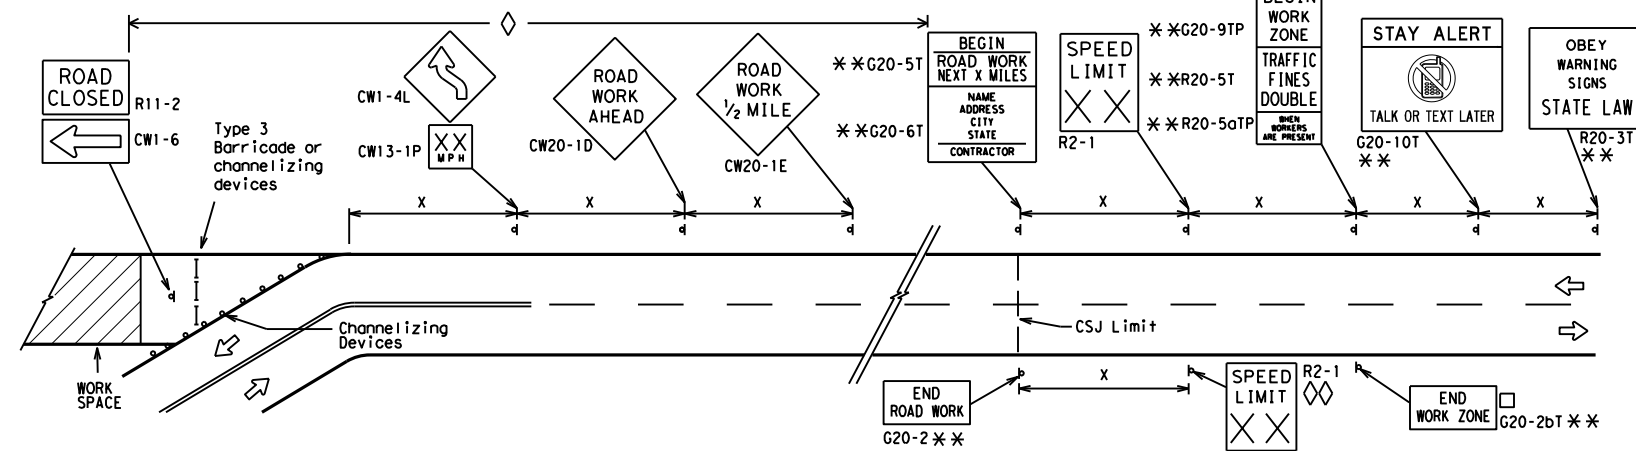 ROAD
CLOSED
R11-2
CW1-6
Type 3
Barricade or
channelizing
devices
CW1-4L
XX
MPH
CW13-1P
ROAD
WORK
AHEAD
CW20-1D
ROAD
WORK
1/2 MILE
CW20-1E
**G20-5T
BEGIN
ROAD WORK
NEXT X MILES
**G20-6T
NAME
ADDRESS
CITY
STATE
CONTRACTOR
SPEED
LIMIT
XX
R2-1
**G20-9TP
BEGIN
WORK
ZONE
**R20-5T
TRAFFIC
FINES
DOUBLE
**R20-5aTP
WHEN
WORKERS
ARE PRESENT
STAY ALERT
TALK OR TEXT LATER
G20-10T
**
OBEY
WARNING
SIGNS
STATE LAW
R20-3T
**
X
X
X
X
X
X
X
Channelizing
Devices
WORK
SPACE
CSJ Limit
END
ROAD WORK
G20-2**
X
SPEED
LIMIT
XX
R2-1
END
WORK ZONE
G20-2bT**